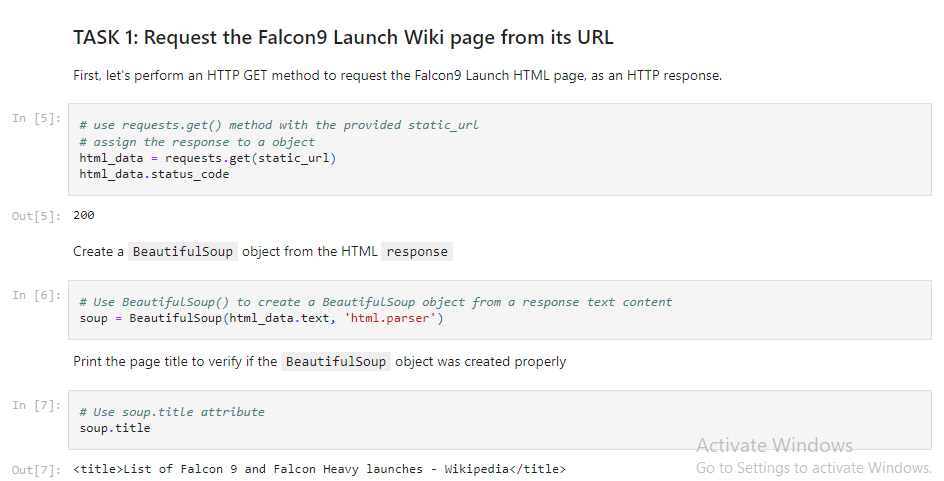 TASK 1: Request the Falcon9 Launch Wiki page from its URL
First, let's perform an HTTP GET method to request the Falcon9 Launch HTML page, as an HTTP response.
In [5]:
# use requests.get() method with the provided static_url
# assign the response to a object
html_data = requests.get(static_url)
html_data.status_code
Out[5]: 200
Create a BeautifulSoup object from the HTML response
In [6]:
# Use BeautifulSoup() to create a BeautifulSoup object from a response text content
soup = BeautifulSoup(html_data.text, 'html.parser')
Print the page title to verify if the BeautifulSoup object was created properly
In [7]:
# Use soup.title attribute
soup.title
Activate Windows
Go to Settings to activate Windows.
Out[7]: <title>List of Falcon 9 and Falcon Heavy launches - Wikipedia</title>